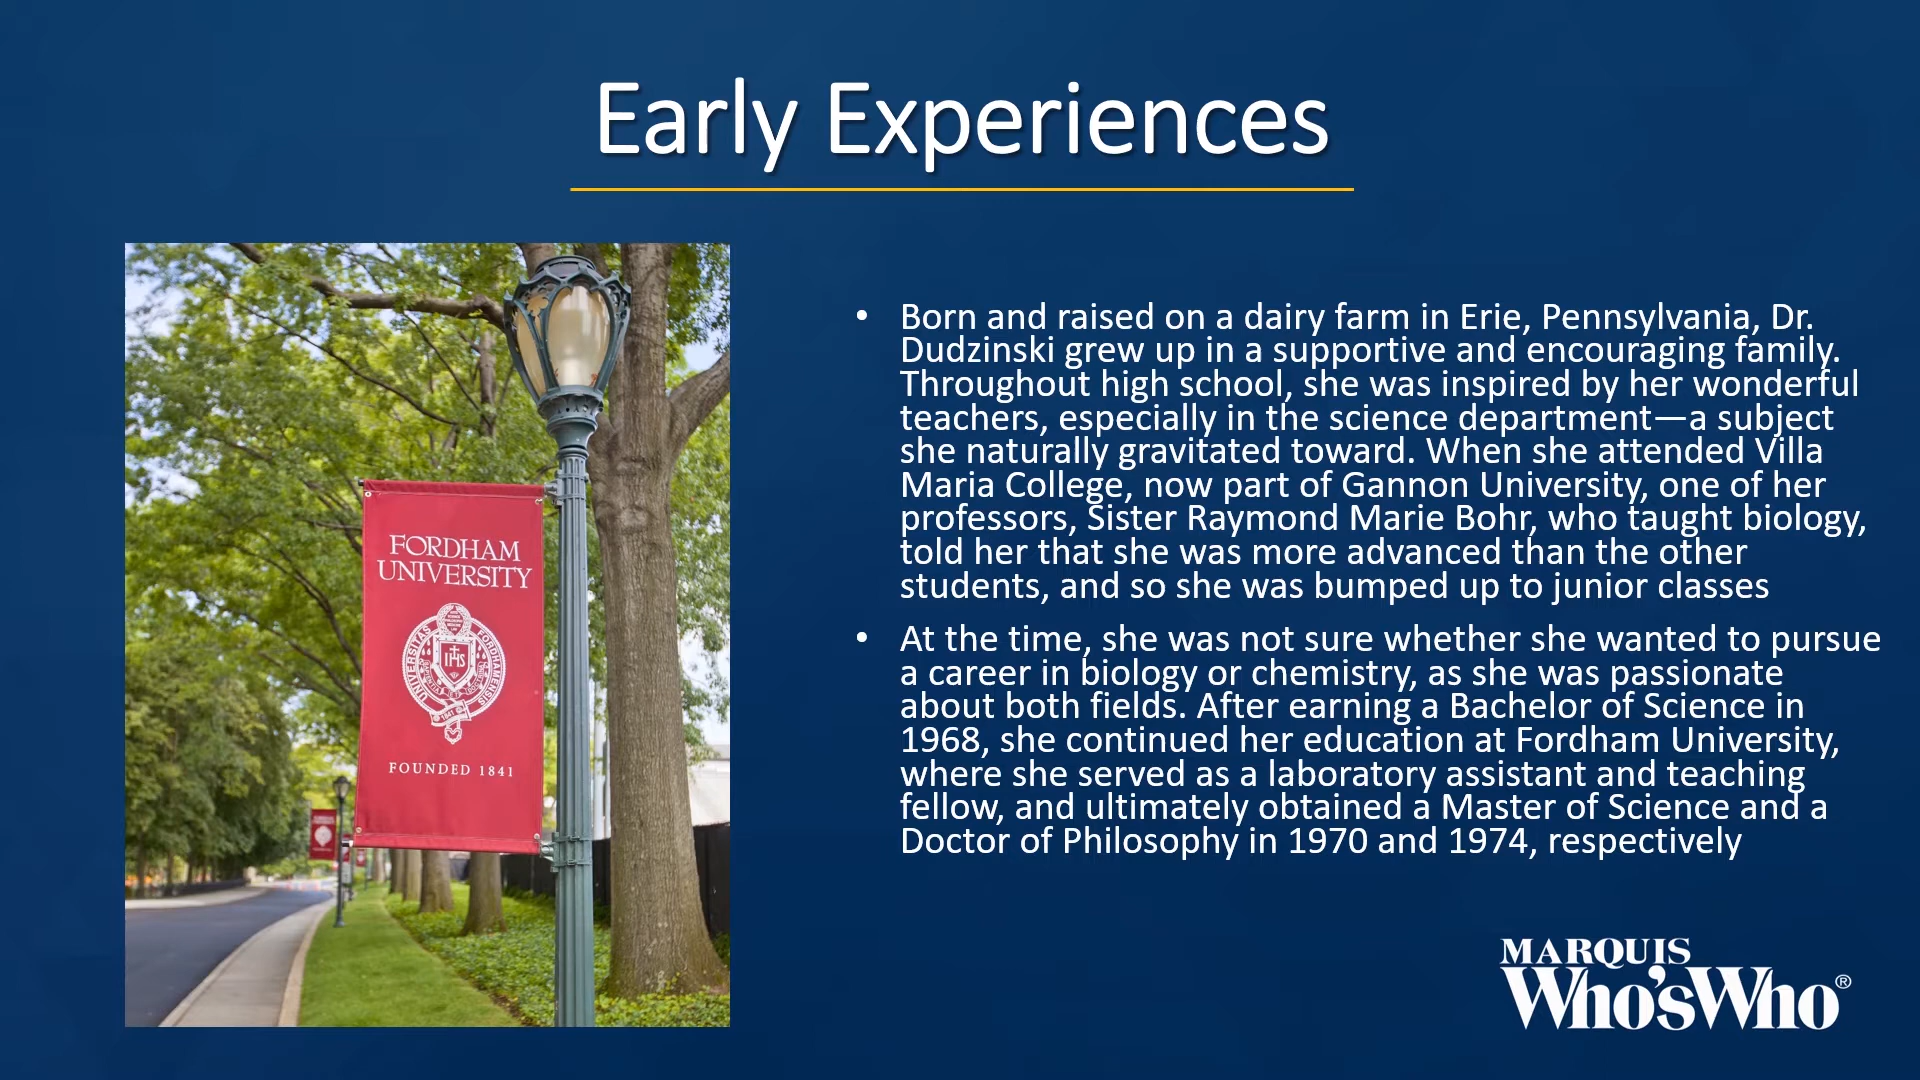 Early Experiences
FORDHAM
UNIVERSITY
UNIVERSITAS
FORDHAMENSIS
IHS
1841
FOUNDED 1841
• Born and raised on a dairy farm in Erie, Pennsylvania, Dr.
Dudzinski grew up in a supportive and encouraging family.
Throughout high school, she was inspired by her wonderful
teachers, especially in the science department—a subject
she naturally gravitated toward. When she attended Villa
Maria College, now part of Gannon University, one of her
professors, Sister Raymond Marie Bohr, who taught biology,
told her that she was more advanced than the other
students, and so she was bumped up to junior classes
• At the time, she was not sure whether she wanted to pursue
a career in biology or chemistry, as she was passionate
about both fields. After earning a Bachelor of Science in
1968, she continued her education at Fordham University,
where she served as a laboratory assistant and teaching
fellow, and ultimately obtained a Master of Science and a
Doctor of Philosophy in 1970 and 1974, respectively
MARQUIS
Who'sWho®